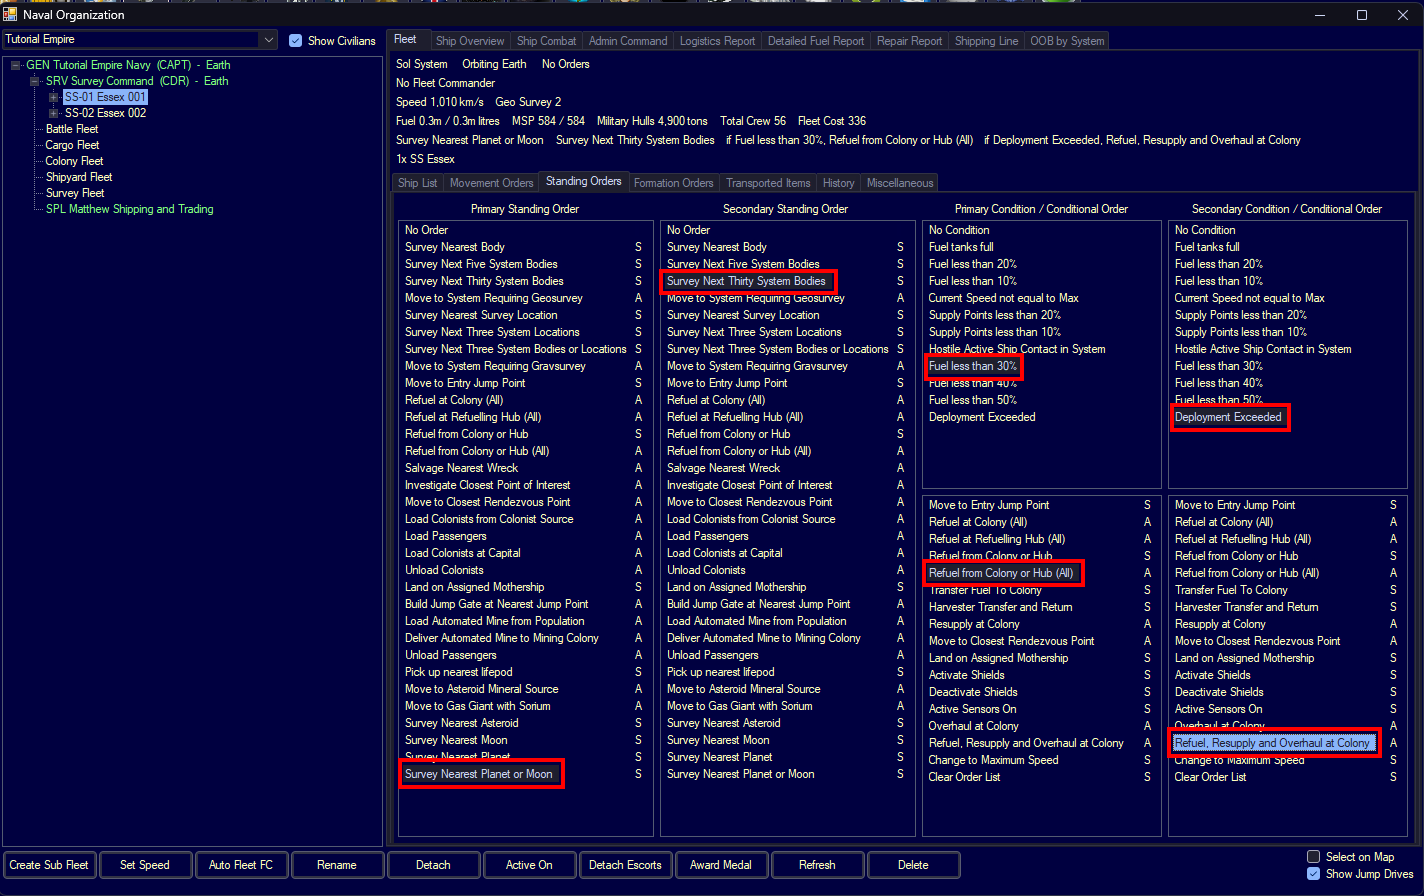 Naval Organization
Tutorial Empire
Show Civilians
GEN Tutorial Empire Navy (CAPT) - Earth
SRV Survey Command (CDR) - Earth
SS-01 Essex 001
SS-02 Essex 002
Battle Fleet
Cargo Fleet
Colony Fleet
Shipyard Fleet
Survey Fleet
SPL Matthew Shipping and Trading
Fleet Ship Overview Ship Combat Admin Command Logistics Report Detailed Fuel Report Repair Report Shipping Line OOB by System
Sol System Orbiting Earth No Orders
No Fleet Commander
Speed 1,010 km/s Geo Survey 2
Fuel 0.3m / 0.3m litres MSP 584 / 584 Military Hulls 4,900 tons Total Crew 56 Fleet Cost 336
Survey Nearest Planet or Moon Survey Next Thirty System Bodies if Fuel less than 30%, Refuel from Colony or Hub (All) if Deployment Exceeded, Refuel, Resupply and Overhaul at Colony
1x SS Essex
Ship List Movement Orders Standing Orders Formation Orders Transported Items History Miscellaneous
Primary Standing Order
No Order
Survey Nearest Body S
Survey Next Five System Bodies S
Survey Next Thirty System Bodies S
Move to System Requiring Geosurvey A
Survey Nearest Survey Location S
Survey Next Three System Locations S
Survey Next Three System Bodies or Locations S
Move to System Requiring Gravsurvey A
Move to Entry Jump Point S
Refuel at Colony (All) A
Refuel at Refuelling Hub (All) A
Refuel from Colony or Hub S
Refuel from Colony or Hub (All) A
Salvage Nearest Wreck A
Investigate Closest Point of Interest A
Move to Closest Rendezvous Point A
Load Colonists from Colonist Source A
Load Passengers A
Load Colonists at Capital A
Unload Colonists A
Land on Assigned Mothership S
Build Jump Gate at Nearest Jump Point A
Load Automated Mine from Population A
Deliver Automated Mine to Mining Colony A
Unload Passengers A
Pick up nearest lifepod S
Move to Asteroid Mineral Source A
Move to Gas Giant with Sorium A
Survey Nearest Asteroid S
Survey Nearest Moon S
Survey Nearest Planet S
Survey Nearest Planet or Moon S
Secondary Standing Order
No Order
Survey Nearest Body S
Survey Next Five System Bodies S
Survey Next Thirty System Bodies S
Move to System Requiring Geosurvey A
Survey Nearest Survey Location S
Survey Next Three System Locations S
Survey Next Three System Bodies or Locations S
Move to System Requiring Gravsurvey A
Move to Entry Jump Point S
Refuel at Colony (All) A
Refuel at Refuelling Hub (All) A
Refuel from Colony or Hub S
Refuel from Colony or Hub (All) A
Salvage Nearest Wreck A
Investigate Closest Point of Interest A
Move to Closest Rendezvous Point A
Load Colonists from Colonist Source A
Load Passengers A
Load Colonists at Capital A
Unload Colonists A
Land on Assigned Mothership S
Build Jump Gate at Nearest Jump Point A
Load Automated Mine from Population A
Deliver Automated Mine to Mining Colony A
Unload Passengers A
Pick up nearest lifepod S
Move to Asteroid Mineral Source A
Move to Gas Giant with Sorium A
Survey Nearest Asteroid S
Survey Nearest Moon S
Survey Nearest Planet S
Survey Nearest Planet or Moon S
Primary Condition / Conditional Order
No Condition
Fuel tanks full
Fuel less than 20%
Fuel less than 10%
Current Speed not equal to Max
Supply Points less than 20%
Supply Points less than 10%
Hostile Active Ship Contact in System
Fuel less than 30%
Fuel less than 40%
Fuel less than 50%
Deployment Exceeded
Move to Entry Jump Point S
Refuel at Colony (All) A
Refuel at Refuelling Hub (All) A
Refuel from Colony or Hub S
Refuel from Colony or Hub (All) A
Transfer Fuel To Colony A
Harvester Transfer and Return A
Resupply at Colony A
Move to Closest Rendezvous Point A
Land on Assigned Mothership S
Activate Shields S
Deactivate Shields S
Active Sensors On S
Overhaul at Colony A
Refuel, Resupply and Overhaul at Colony A
Change to Maximum Speed S
Clear Order List S
Secondary Condition / Conditional Order
No Condition
Fuel tanks full
Fuel less than 20%
Fuel less than 10%
Current Speed not equal to Max
Supply Points less than 20%
Supply Points less than 10%
Hostile Active Ship Contact in System
Fuel less than 30%
Fuel less than 40%
Fuel less than 50%
Deployment Exceeded
Move to Entry Jump Point S
Refuel at Colony (All) A
Refuel at Refuelling Hub (All) A
Refuel from Colony or Hub S
Refuel from Colony or Hub (All) A
Transfer Fuel To Colony A
Harvester Transfer and Return A
Resupply at Colony A
Move to Closest Rendezvous Point A
Land on Assigned Mothership S
Activate Shields S
Deactivate Shields S
Active Sensors On S
Overhaul at Colony A
Refuel, Resupply and Overhaul at Colony A
Change to Maximum Speed S
Clear Order List S
Create Sub Fleet Set Speed Auto Fleet FC Rename Detach Active On Detach Escorts Award Medal Refresh Delete
Select on Map
Show Jump Drives